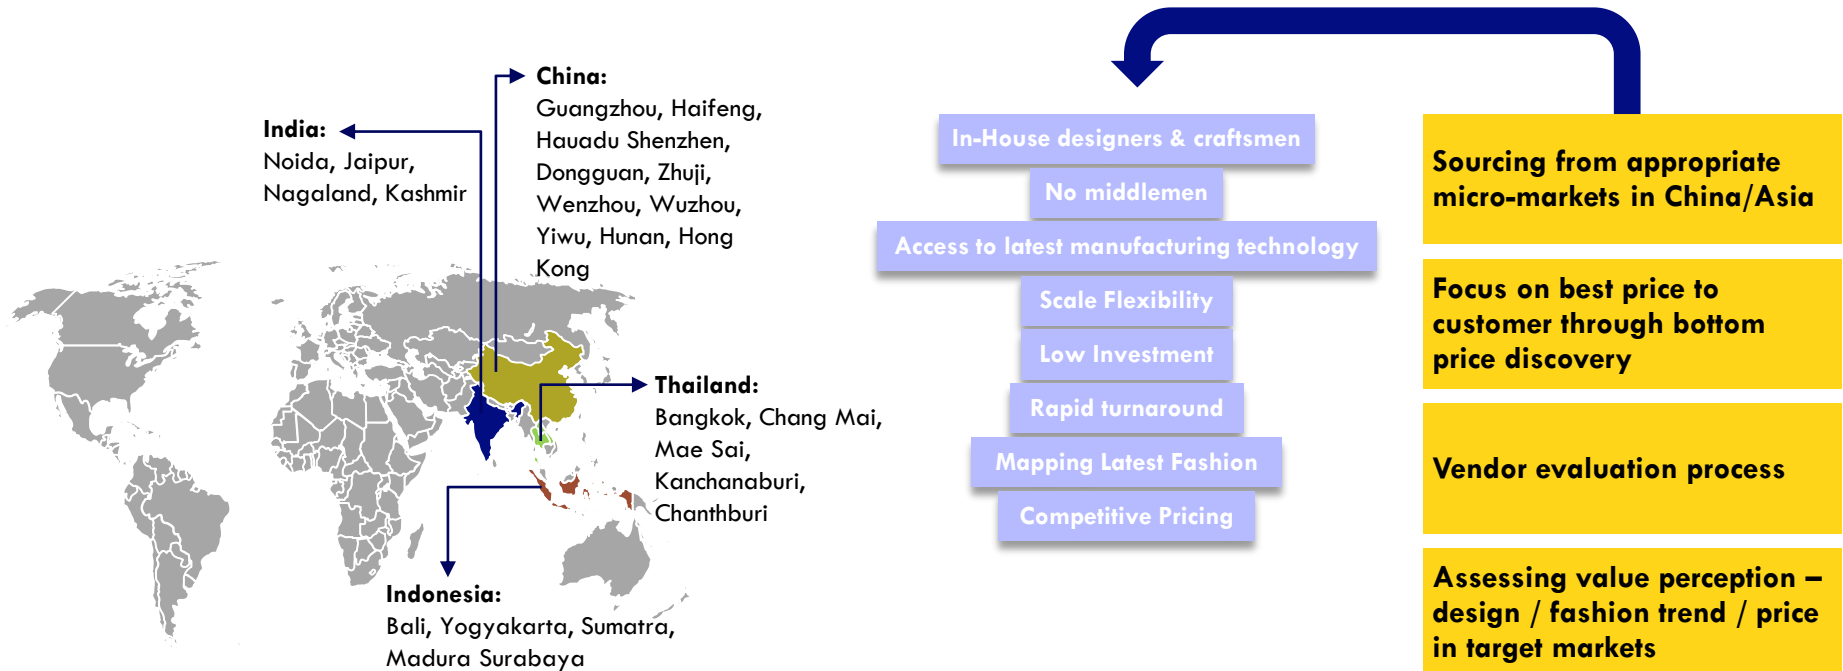 China:
Guangzhou, Haifeng,
Hauadu Shenzhen,
Dongguan, Zhuji,
Wenzhou, Wuzhou,
Yiwu, Hunan, Hong
Kong
India:
Noida, Jaipur,
Nagaland, Kashmir
Thailand:
Bangkok, Chang Mai,
Mae Sai,
Kanchanaburi,
Chanthburi
Indonesia:
Bali, Yogyakarta, Sumatra,
Madura Surabaya
In-House designers & craftsmen
No middlemen
Access to latest manufacturing technology
Scale Flexibility
Low Investment
Rapid turnaround
Mapping Latest Fashion
Competitive Pricing
Sourcing from appropriate
micro-markets in China/Asia
Focus on best price to
customer through bottom
price discovery
Vendor evaluation process
Assessing value perception –
design / fashion trend / price
in target markets